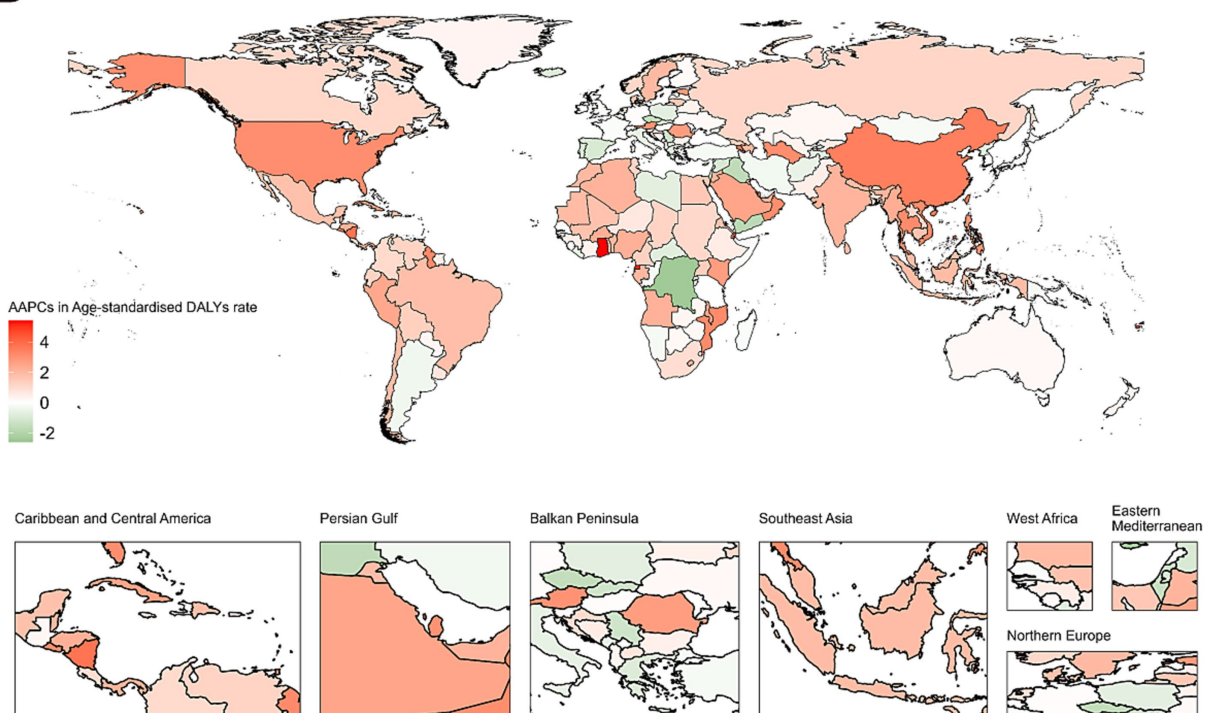 AAPCs in Age-standardised DALYs rate
4
2
0
-2
Caribbean and Central America
Persian Gulf
Balkan Peninsula
Southeast Asia
West Africa
Eastern
Mediterranean
Northern Europe